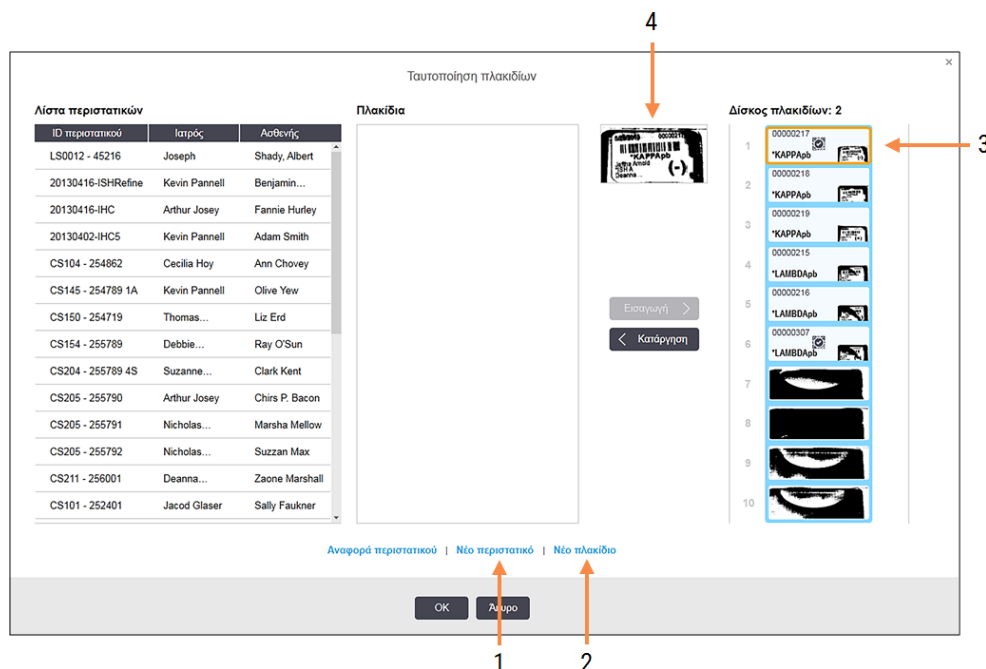 4
Ταυτοποίηση πλακιδίων
×
Λίστα περιστατικών
ID περιστατικού Ιατρός Ασθενής
LS0012 - 45216 Joseph Shady, Albert
20130416-ISHRefine Kevin Pannell Benjamin...
20130416-IHC Arthur Josey Fannie Hurley
20130402-IHC5 Kevin Pannell Adam Smith
CS104 - 254862 Cecilia Hoy Ann Chovey
CS145 - 254789 1A Kevin Pannell Olive Yew
CS150 - 254719 Thomas... Liz Erd
CS154 - 255789 Debbie... Ray O'Sun
CS204 - 255789 4S Suzanne... Clark Kent
CS205 - 255790 Arthur Josey Chirs P. Bacon
CS205 - 255791 Nicholas... Marsha Mellow
CS205 - 255792 Nicholas... Suzzan Max
CS211 - 256001 Deanna... Zaone Marshall
CS101 - 252401 Jacod Glaser Sally Faulkner
Πλακίδια
*KAPPApb
Jeftha Arnold
*ISH A
Deanna...
(-)
Εισαγωγή
Κατάργηση
Δίσκος πλακιδίων: 2
3
1
00000217
*KAPPApb
2
00000218
*KAPPApb
3
00000219
*KAPPApb
4
00000215
*LAMBDApb
5
00000216
*LAMBDApb
6
00000307
*LAMBDApb
7
8
9
10
Αναφορά περιστατικού | Νέο περιστατικό | Νέο πλακίδιο
OK
1
2